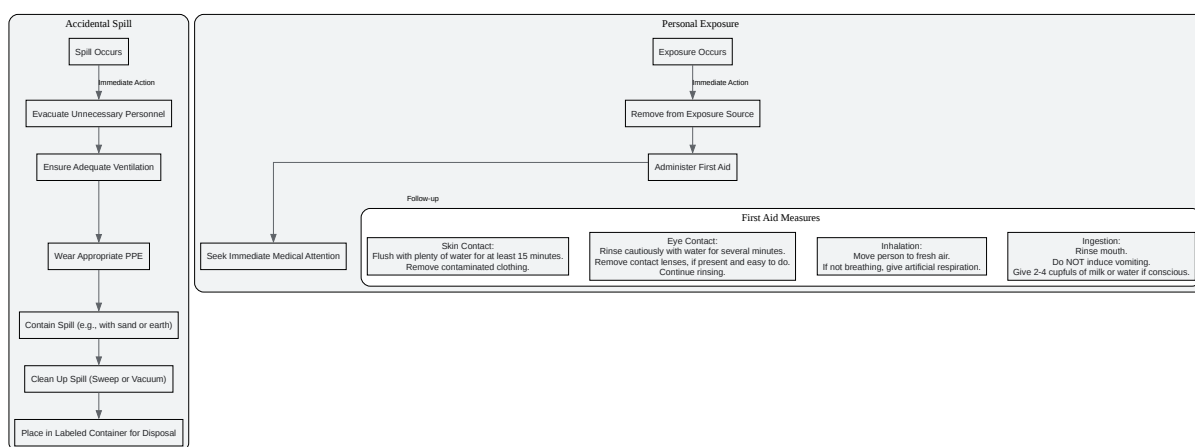 Accidental Spill
Spill Occurs
Immediate Action
Evacuate Unnecessary Personnel
Ensure Adequate Ventilation
Wear Appropriate PPE
Contain Spill (e.g., with sand or earth)
Clean Up Spill (Sweep or Vacuum)
Place in Labeled Container for Disposal
Personal Exposure
Exposure Occurs
Immediate Action
Remove from Exposure Source
Administer First Aid
Follow-up
Seek Immediate Medical Attention
First Aid Measures
Skin Contact:
Flush with plenty of water for at least 15 minutes.
Remove contaminated clothing.
Eye Contact:
Rinse cautiously with water for several minutes.
Remove contact lenses, if present and easy to do.
Continue rinsing.
Inhalation:
Move person to fresh air.
If not breathing, give artificial respiration.
Ingestion:
Rinse mouth.
Do NOT induce vomiting.
Give 2-4 cupfuls of milk or water if conscious.